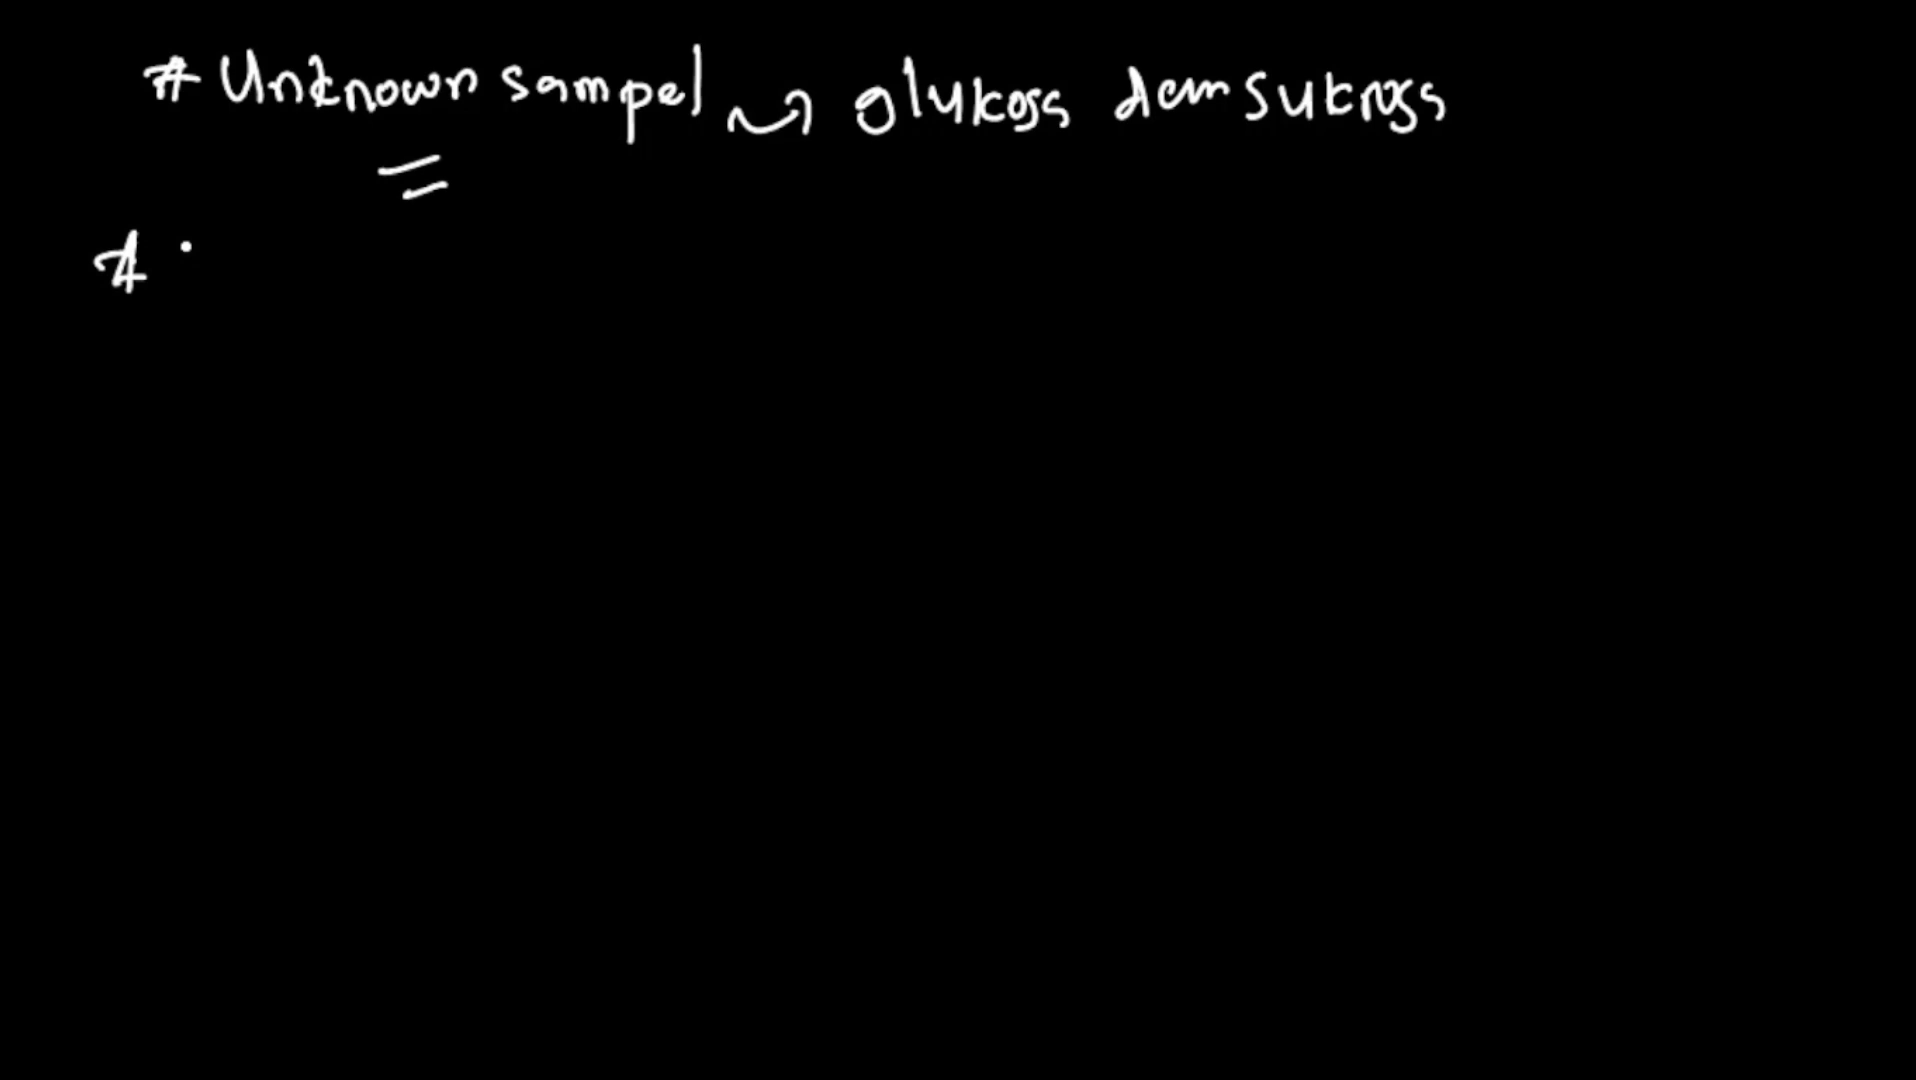 * Unknown sampel → glukosa dan sukrosa
=
* .